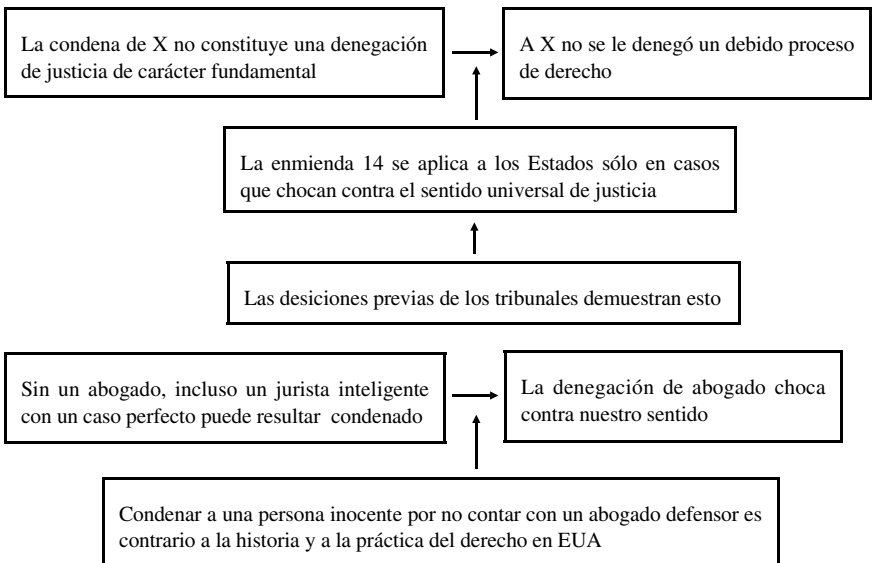 La condena de X no constituye una denegación
de justicia de carácter fundamental
A X no se le denegó un debido proceso
de derecho
La enmienda 14 se aplica a los Estados sólo en casos
que chocan contra el sentido universal de justicia
Las desiciones previas de los tribunales demuestran esto
Sin un abogado, incluso un jurista inteligente
con un caso perfecto puede resultar condenado
La denegación de abogado choca
contra nuestro sentido
Condenar a una persona inocente por no contar con un abogado defensor es
contrario a la historia y a la práctica del derecho en EUA